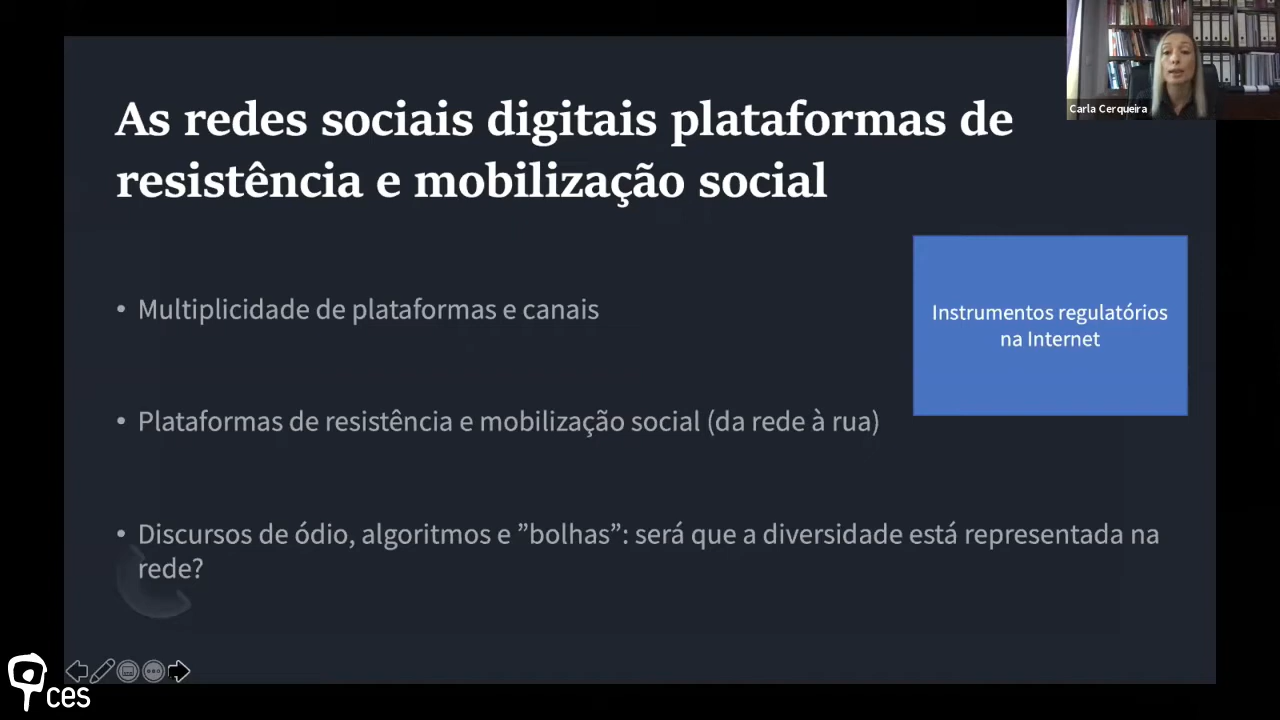 As redes sociais digitais plataformas de
resistência e mobilização social
Carla Cerqueira
• Multiplicidade de plataformas e canais
Instrumentos regulatórios
na Internet
• Plataformas de resistência e mobilização social (da rede à rua)
• Discursos de ódio, algoritmos e ”bolhas”: será que a diversidade está representada na
rede?
ces